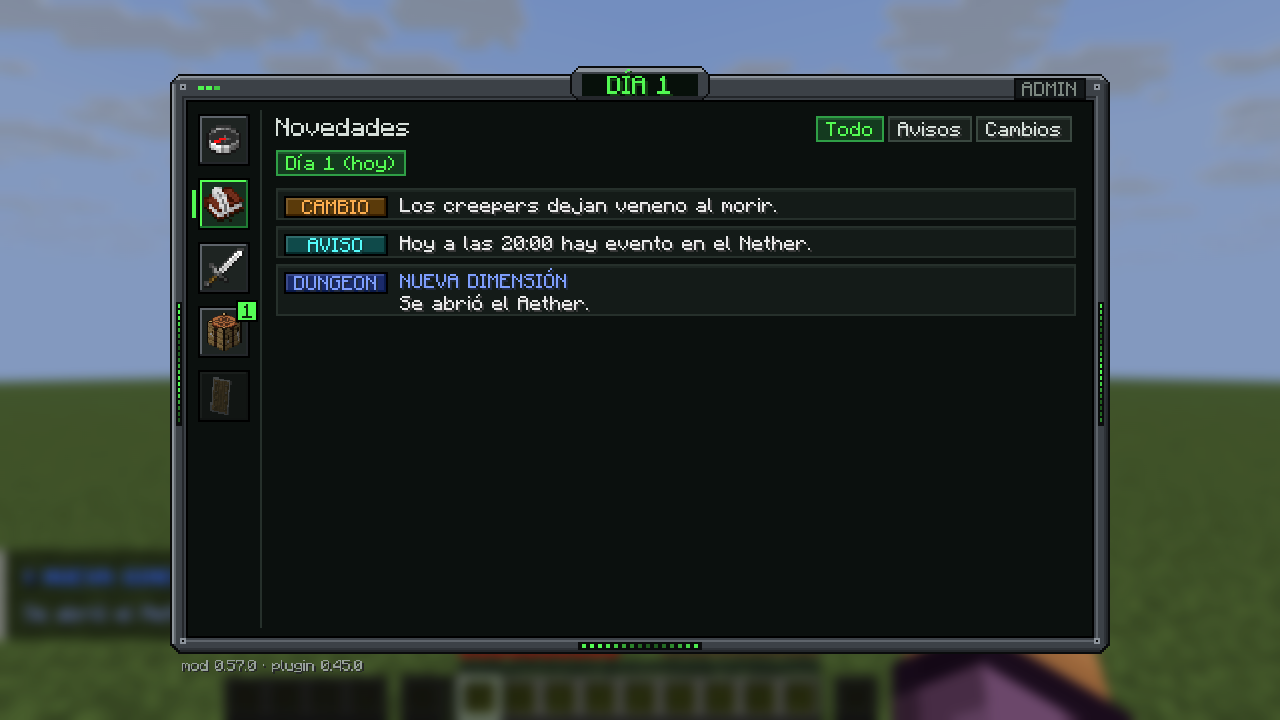 DÍA 1
ADMIN
Novedades
Todo
Avisos
Cambios
Día 1 (hoy)
CAMBIO Los creepers dejan veneno al morir.
AVISO Hoy a las 20:00 hay evento en el Nether.
DUNGEON NUEVA DIMENSIÓN
Se abrió el Aether.
1
mod 0.57.0 · plugin 0.45.0